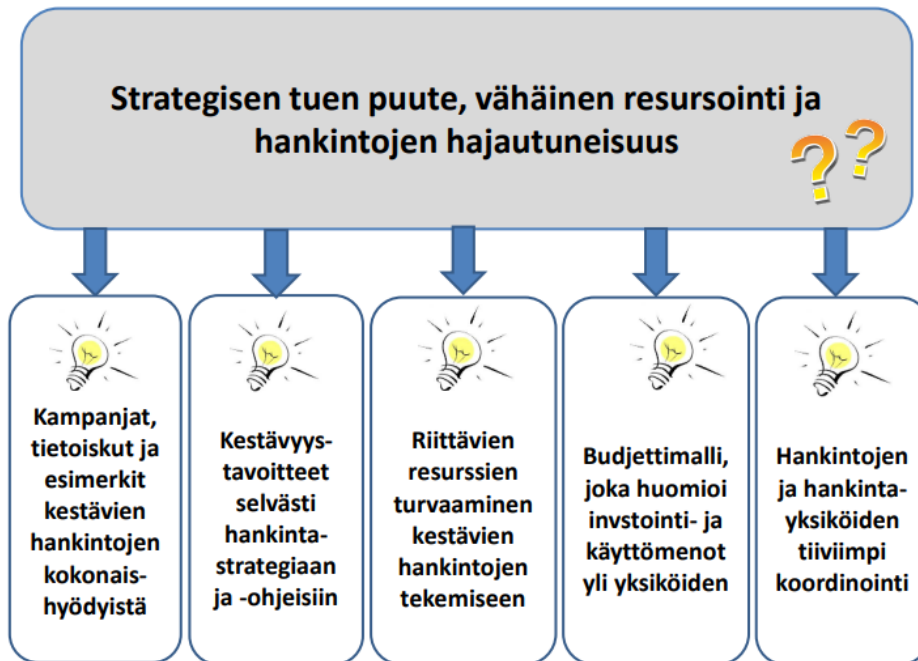 Strategisen tuen puute, vähäinen resursointi ja
hankintojen hajautuneisuus
??
Kampanjat,
tietoiskut ja
esimerkit
kestävien
hankintojen
kokonais-
hyödyistä
Kestävyys-
tavoitteet
selvästi
hankinta-
strategiaan
ja -ohjeisiin
Riittävien
resurssien
turvaaminen
kestävien
hankintojen
tekemiseen
Budjettimalli,
joka huomioi
invstointi- ja
käyttömenot
yli yksiköiden
Hankintojen
ja hankinta-
yksiköiden
tiiviimpi
koordinointi